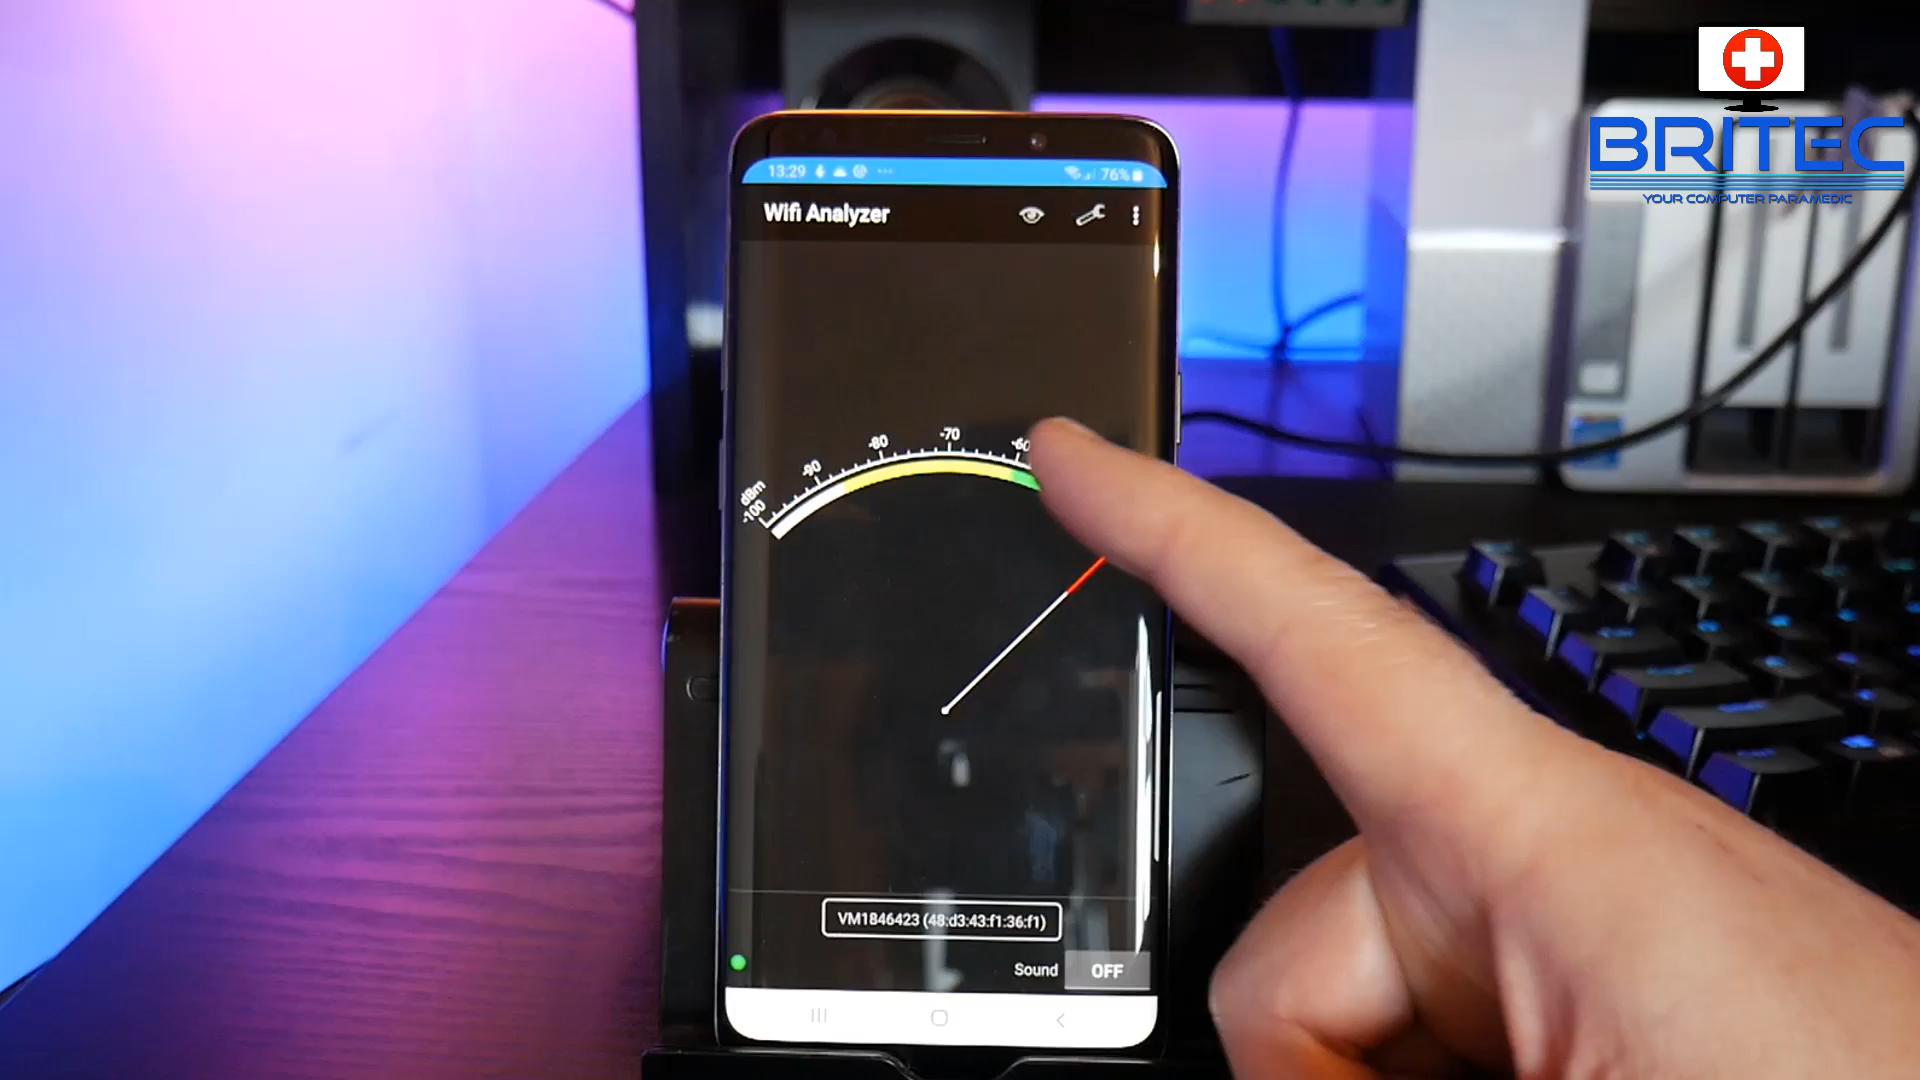 BRITEC
YOUR COMPUTER PARAMEDIC
13:29
76%
Wifi Analyzer
dBm
-100
-90
-80
-70
-60
VM1846423 (48:d3:43:f1:36:f1)
Sound
OFF